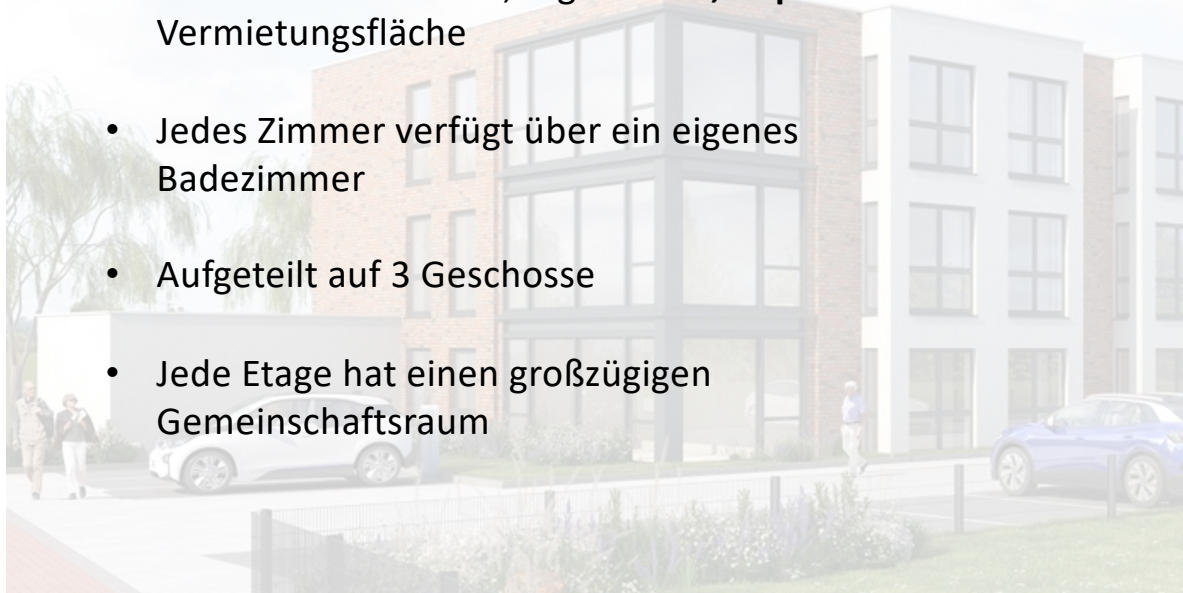 Vermietungsfläche
• Jedes Zimmer verfügt über ein eigenes
Badezimmer
• Aufgeteilt auf 3 Geschosse
• Jede Etage hat einen großzügigen
Gemeinschaftsraum